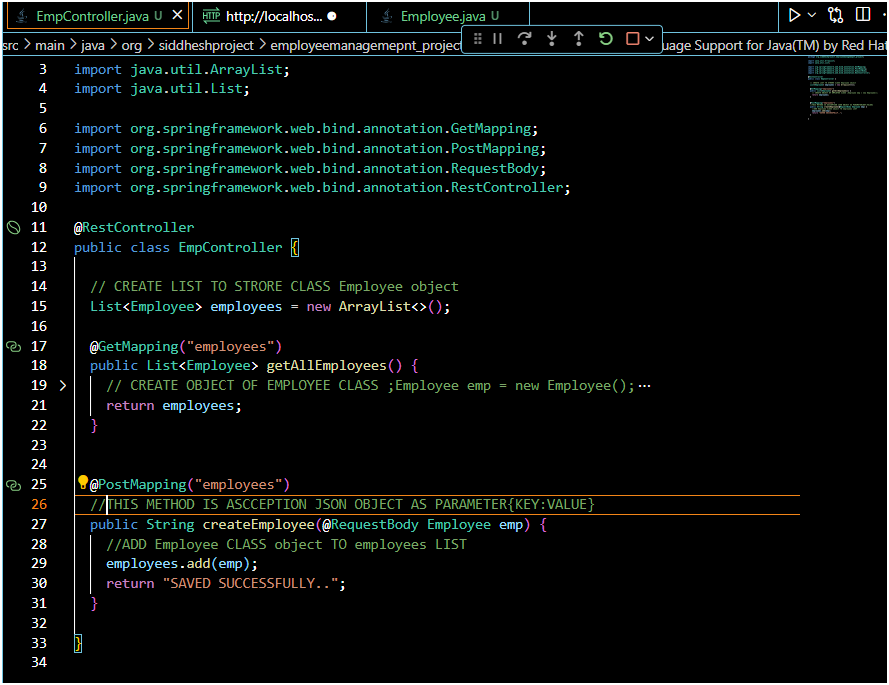 EmpController.java U
http://localhos...
Employee.java U
src > main > java > org > siddheshproject > employeemanagemepnt_project
uage Support for Java(TM) by Red Hat
3 import java.util.ArrayList;
4 import java.util.List;
5
6 import org.springframework.web.bind.annotation.GetMapping;
7 import org.springframework.web.bind.annotation.PostMapping;
8 import org.springframework.web.bind.annotation.RequestBody;
9 import org.springframework.web.bind.annotation.RestController;
10
11 @RestController
12 public class EmpController {
13
14 // CREATE LIST TO STRORE CLASS Employee object
15 List<Employee> employees = new ArrayList<>();
16
17 @GetMapping("employees")
18 public List<Employee> getAllEmployees() {
19 // CREATE OBJECT OF EMPLOYEE CLASS ;Employee emp = new Employee();···
21 return employees;
22 }
23
24
25 @PostMapping("employees")
26 //THIS METHOD IS ASCCEPTION JSON OBJECT AS PARAMETER{KEY:VALUE}
27 public String createEmployee(@RequestBody Employee emp) {
28 //ADD Employee CLASS object TO employees LIST
29 employees.add(emp);
30 return "SAVED SUCCESSFULLY..";
31 }
32
33 }
34